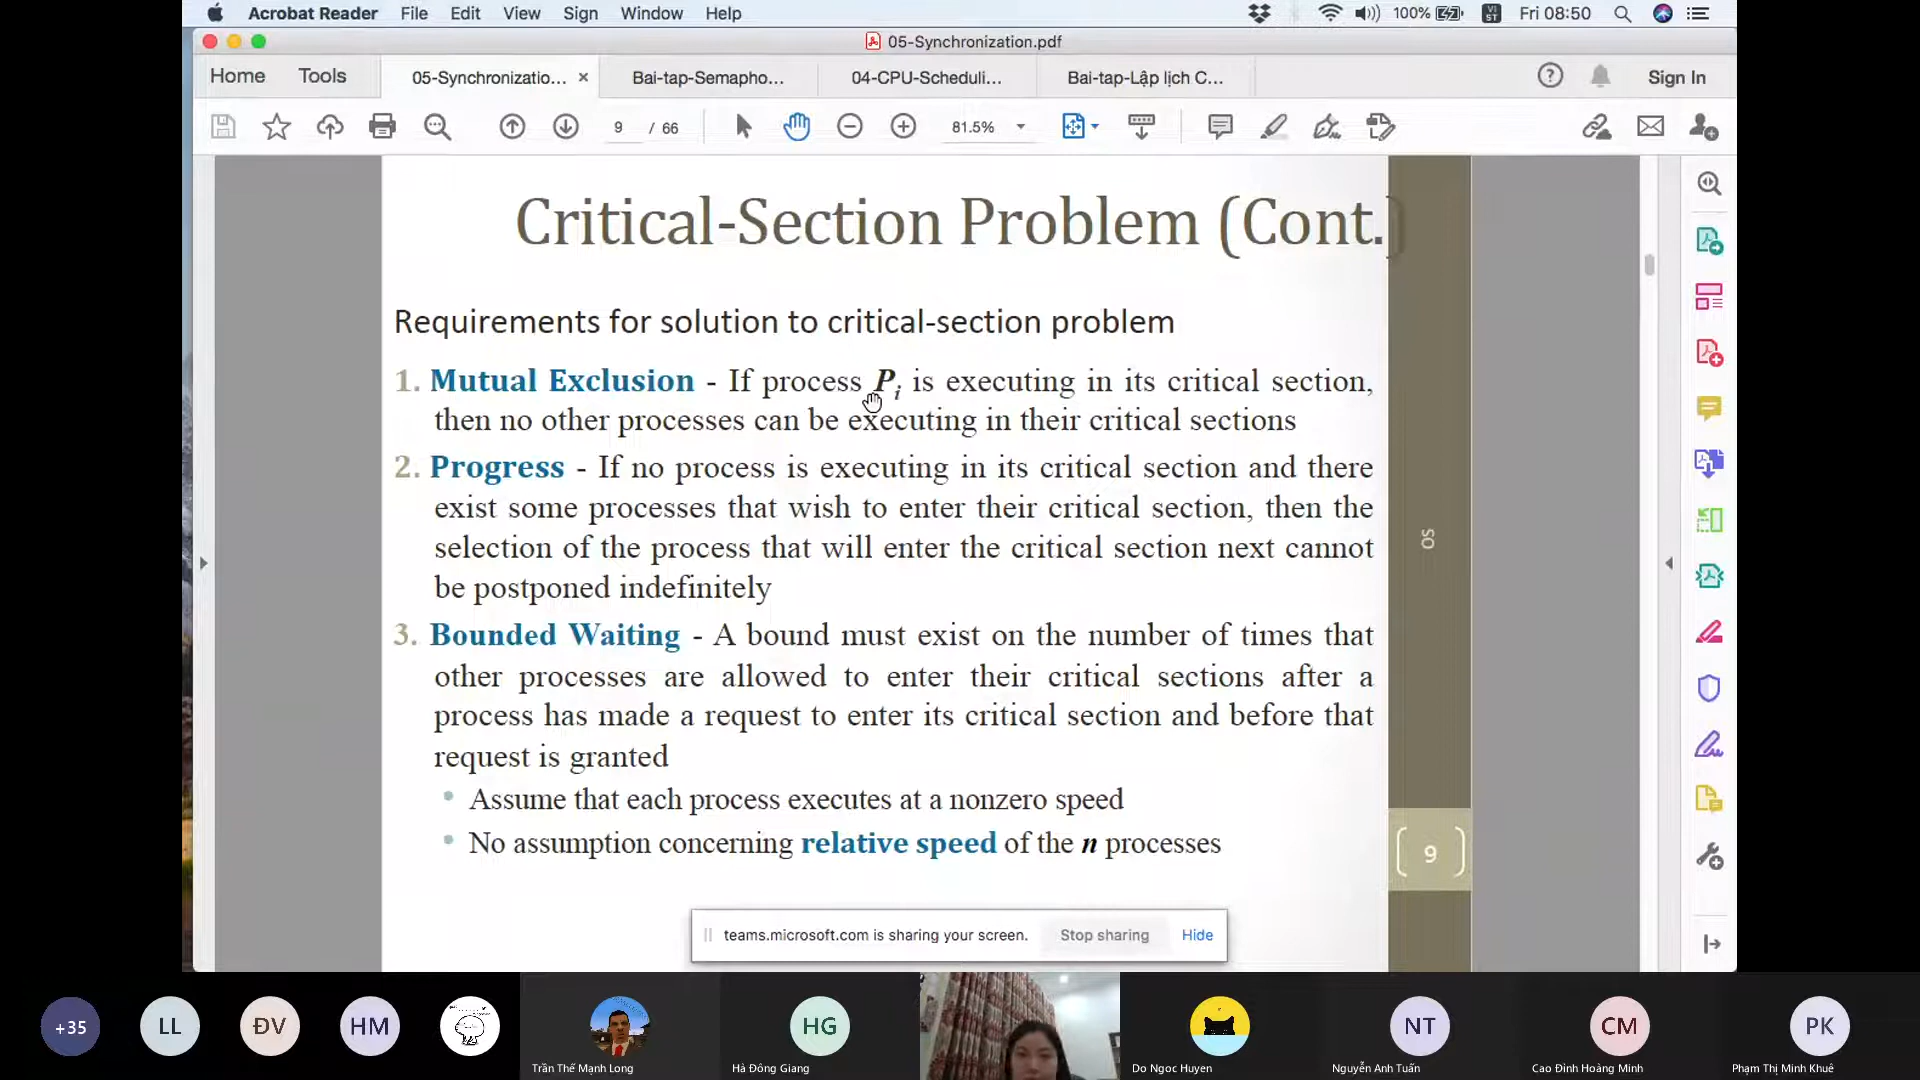 Acrobat Reader File Edit View Sign Window Help 100% VI ST Fri 08:50
05-Synchronization.pdf
Home Tools 05-Synchronizatio... × Bai-tap-Semapho... 04-CPU-Scheduli... Bai-tap-Lập lịch C... Sign In
9 / 66 81.5%
Critical-Section Problem (Cont.)
Requirements for solution to critical-section problem
1. Mutual Exclusion - If process Pi is executing in its critical section,
then no other processes can be executing in their critical sections
2. Progress - If no process is executing in its critical section and there
exist some processes that wish to enter their critical section, then the
selection of the process that will enter the critical section next cannot
be postponed indefinitely
3. Bounded Waiting - A bound must exist on the number of times that
other processes are allowed to enter their critical sections after a
process has made a request to enter its critical section and before that
request is granted
• Assume that each process executes at a nonzero speed
• No assumption concerning relative speed of the n processes
OS
9
teams.microsoft.com is sharing your screen. Stop sharing Hide
+35 LL ĐV HM HG NT CM PK
Trần Thế Mạnh Long Hà Đông Giang Do Ngoc Huyen Nguyễn Anh Tuấn Cao Đình Hoàng Minh Phạm Thị Minh Khuê